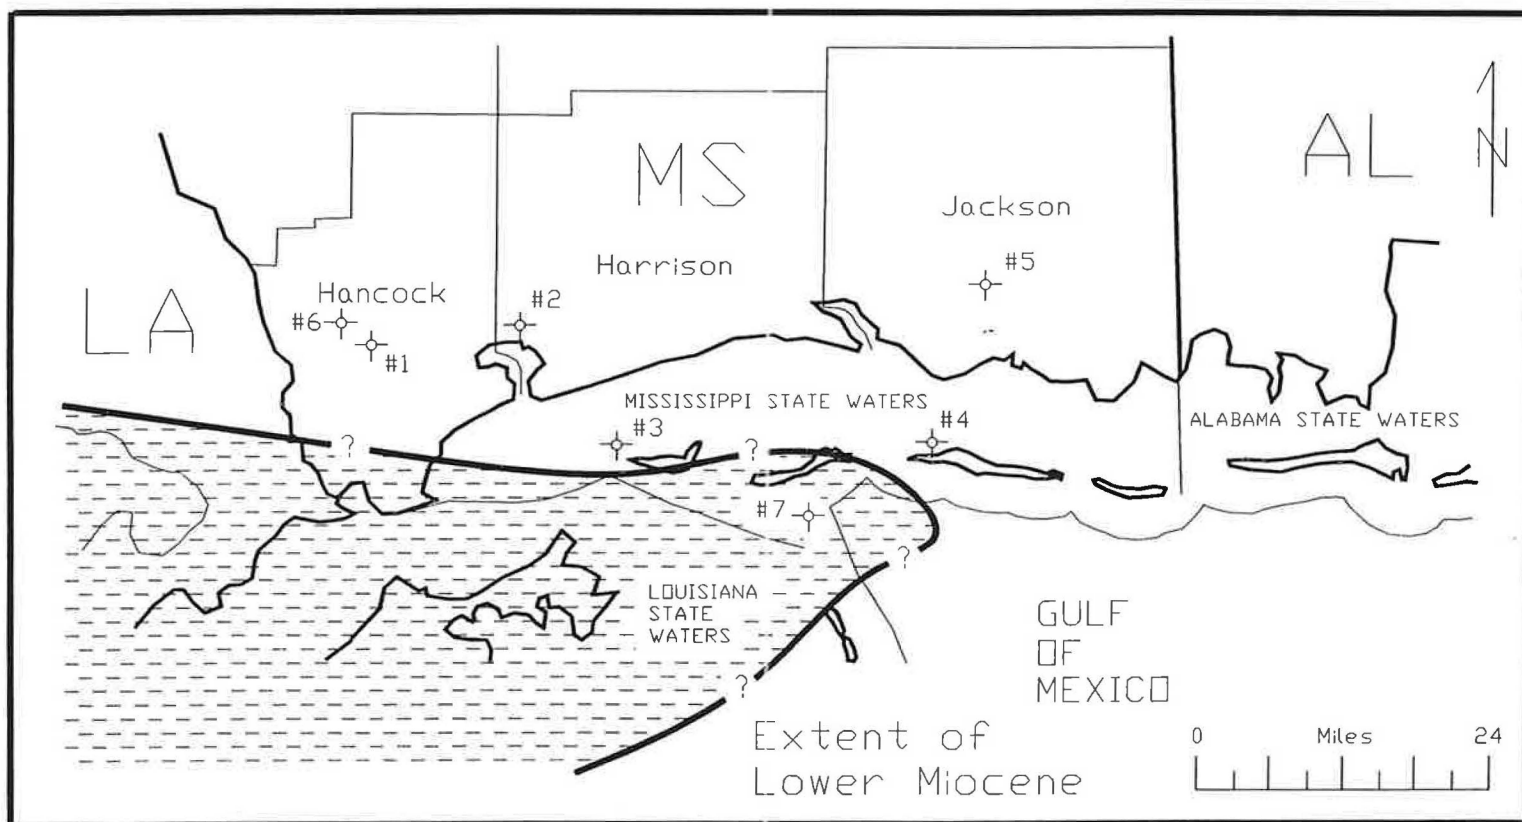 MS
AL
N
Jackson
Harrison
#5
LA
Hancock
#2
#6
#1
MISSISSIPPI STATE WATERS
ALABAMA STATE WATERS
#3
#4
?
?
#7
?
LOUISIANA
STATE
WATERS
GULF
OF
MEXICO
?
Extent of
Lower Miocene
0 Miles 24